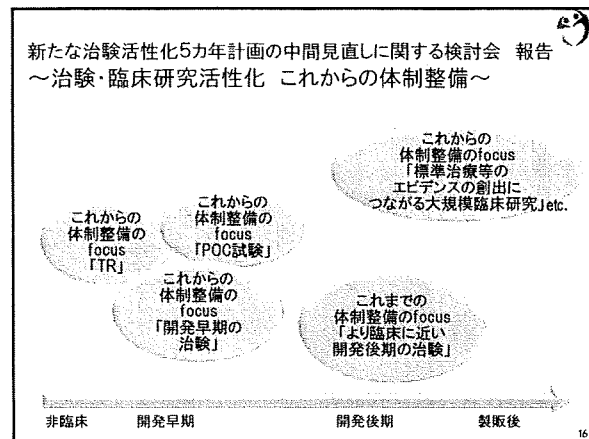 新たな治験活性化5カ年計画の中間見直しに関する検討会 報告
~治験・臨床研究活性化 これからの体制整備~
これからの
体制整備のfocus
「標準治療等の
エビデンスの創出に
つながる大規模臨床研究」etc.
これからの
体制整備の
focus
「TR」
これからの
体制整備の
focus
「POC試験」
これからの
体制整備の
focus
「開発早期の
治験」
これまでの
体制整備のfocus
「より臨床に近い
開発後期の治験」
非臨床 開発早期 開発後期 製販後
16